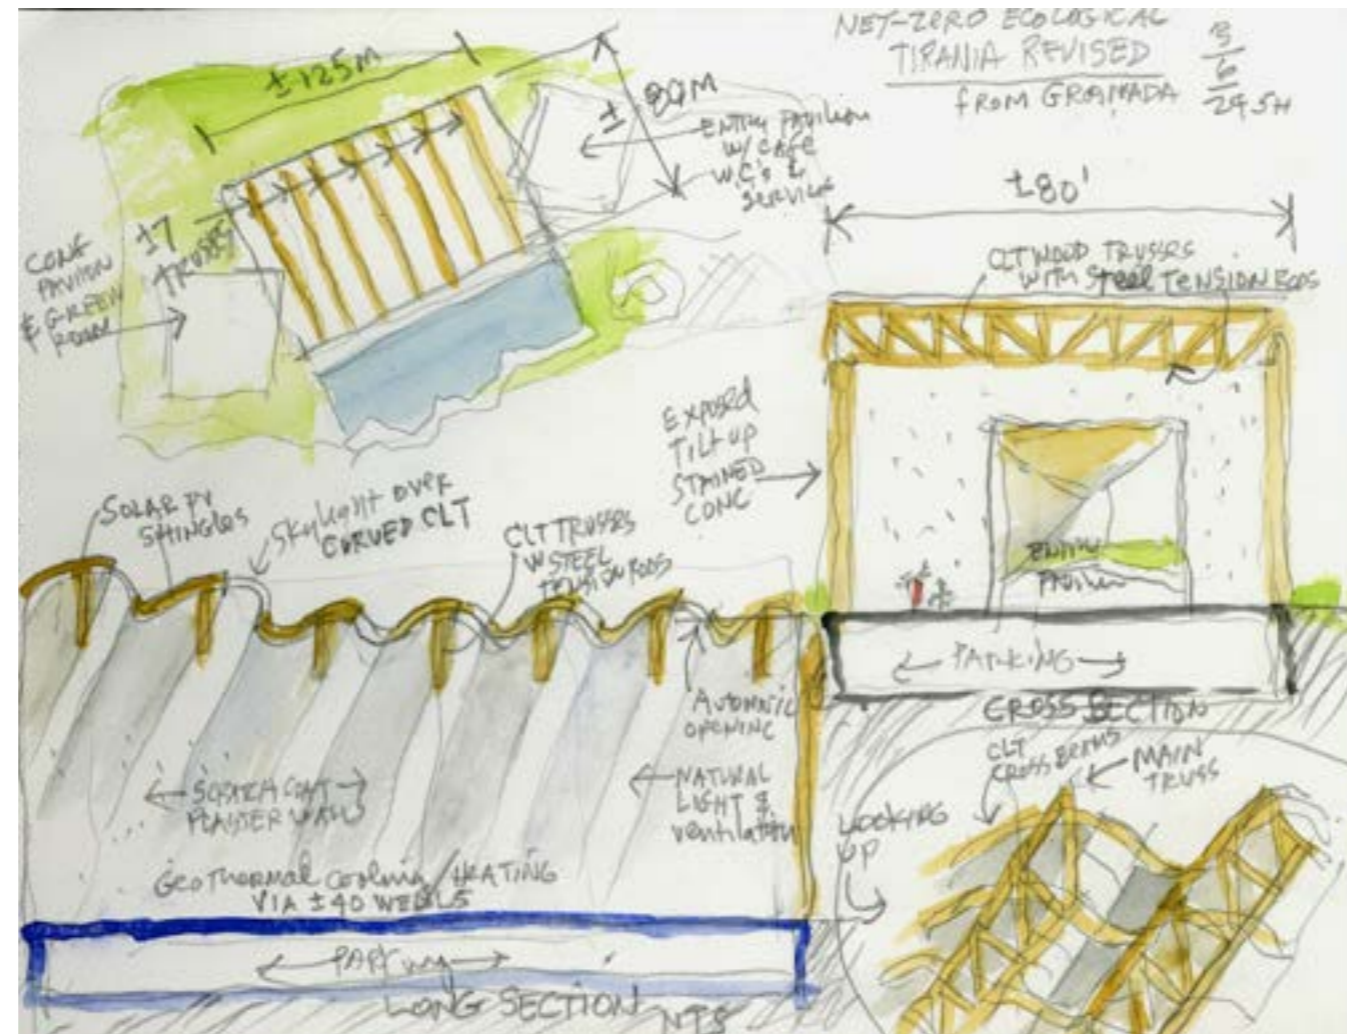 NET-ZERO ECOLOGICAL
TIRANIA REVISED
FROM GRANADA
±125M
± 80M
ENTRY PAVILION
W/ CAFE
W.C's &
SERVICE
±7
TRUSSES
CONF
PAVILION
& GREEN
ROOM
±80'
CLT WOOD TRUSSES
with Steel TENSION RODS
EXPOSED
TILT UP
STAINED
CONC
ENTRY
PAVILION
PARKING
CROSS SECTION
SOLAR PV
SHINGLES
Skylight over
CURVED CLT
CLT TRUSSES
W STEEL
TENSION RODS
AUTOMATIC
OPENING
SCRATCH COAT
PLASTER WALLS
NATURAL
LIGHT &
ventilation
GeoThermal cooling/HEATING
VIA ±40 WELLS
PARKING
LONG SECTION
NTS
CLT
CROSS BEAMS
MAIN
TRUSS
LOOKING
UP